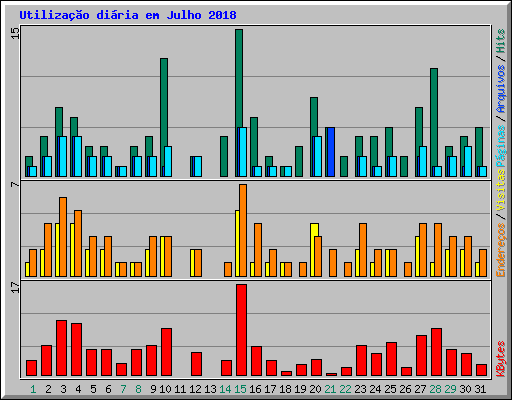 Utilização diária em Julho 2018
15
7
17
Endereços / Visitas Páginas / Arquivos / Hits
KBytes
1 2 3 4 5 6 7 8 9 10 11 12 13 14 15 16 17 18 19 20 21 22 23 24 25 26 27 28 29 30 31